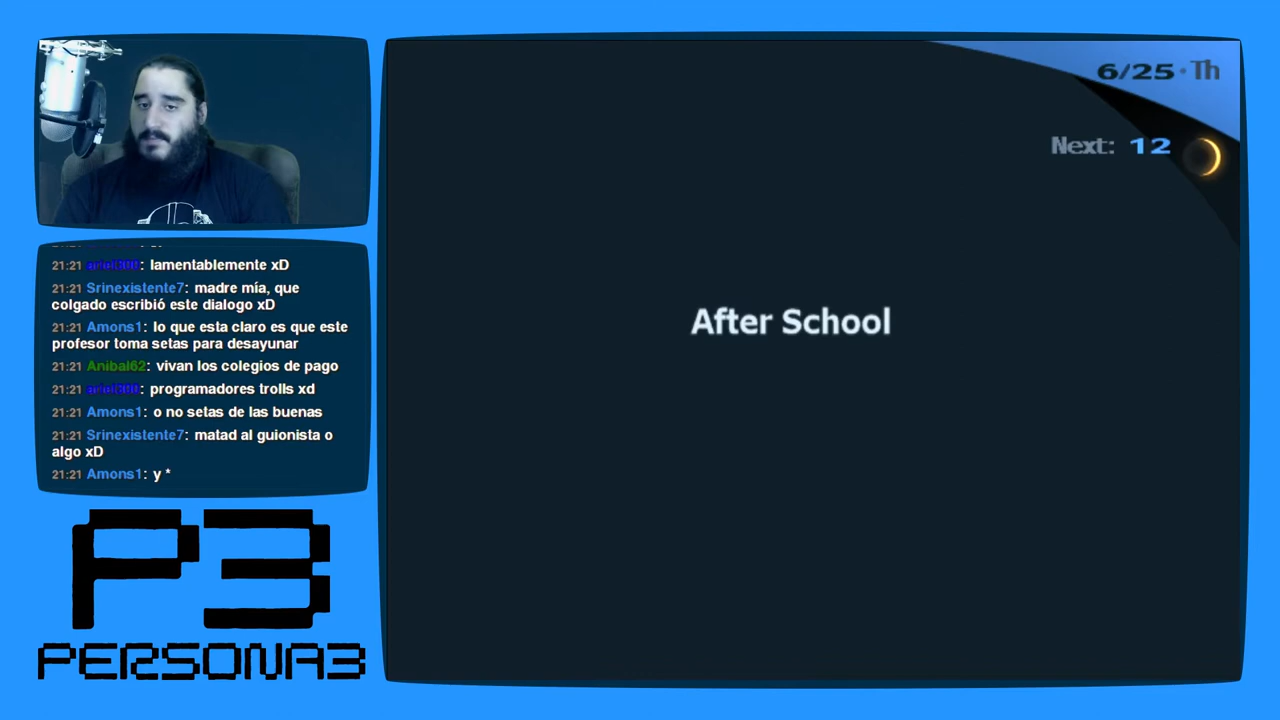 6/25 · Th
Next: 12
After School
21:21 : lamentablemente xD
21:21 Srinexistente7: madre mía, que
colgado escribió este dialogo xD
21:21 Amons1: lo que esta claro es que este
profesor toma setas para desayunar
21:21 Anibal62: vivan los colegios de pago
21:21 : programadores trolls xd
21:21 Amons1: o no setas de las buenas
21:21 Srinexistente7: matad al guionista o
algo xD
21:21 Amons1: y *
P3
PERSONA3